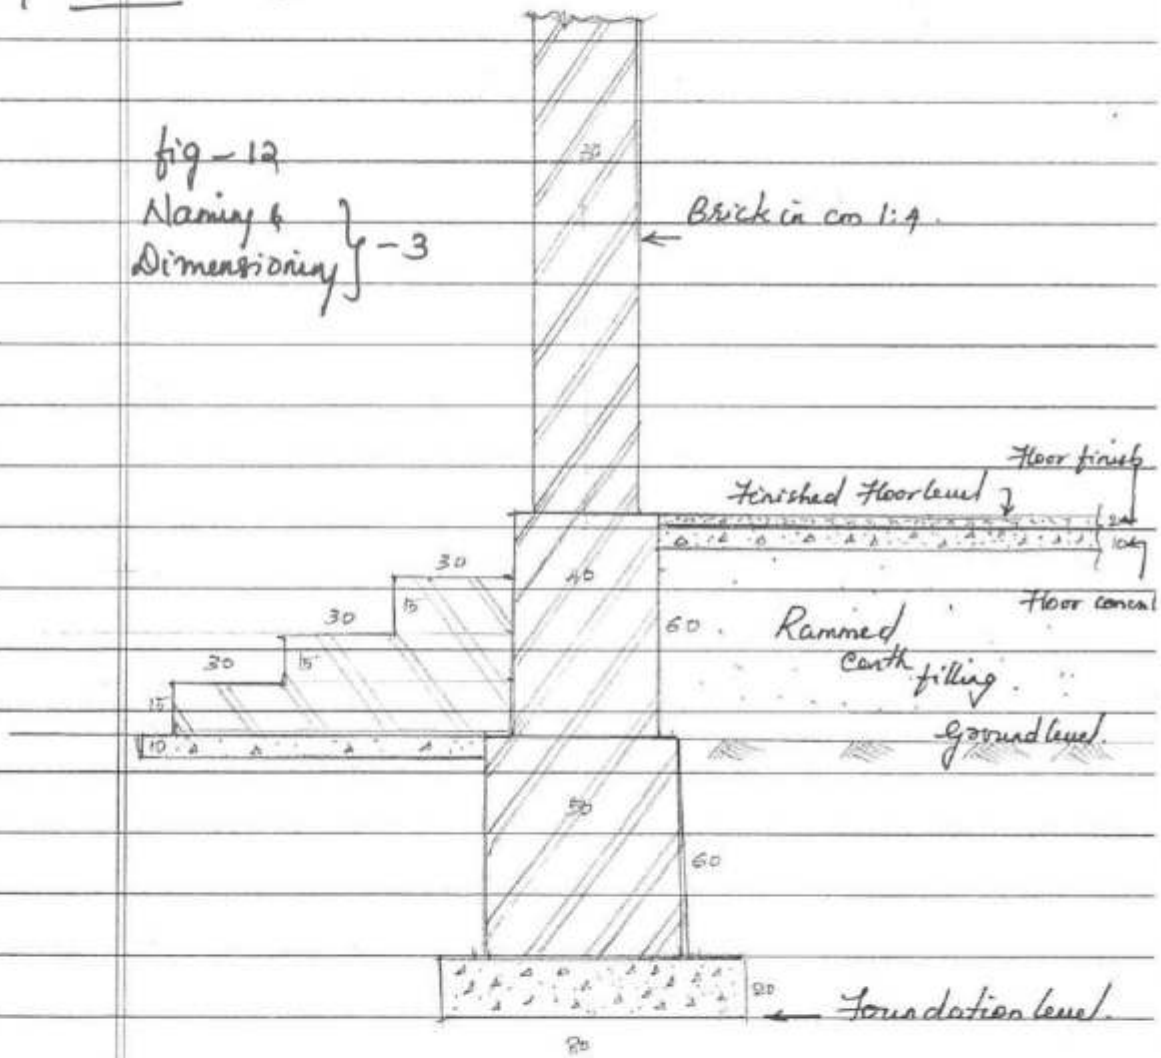 fig - 12
Naming &
Dimensioning } - 3
30
Brick in cm 1:4.
Floor finish
Finished Floor level
2
10
30
40
15
30
60
Floor concr
Rammed
earth
filling
30
15
15
Ground level.
10
50
60
20
Foundation level.
80